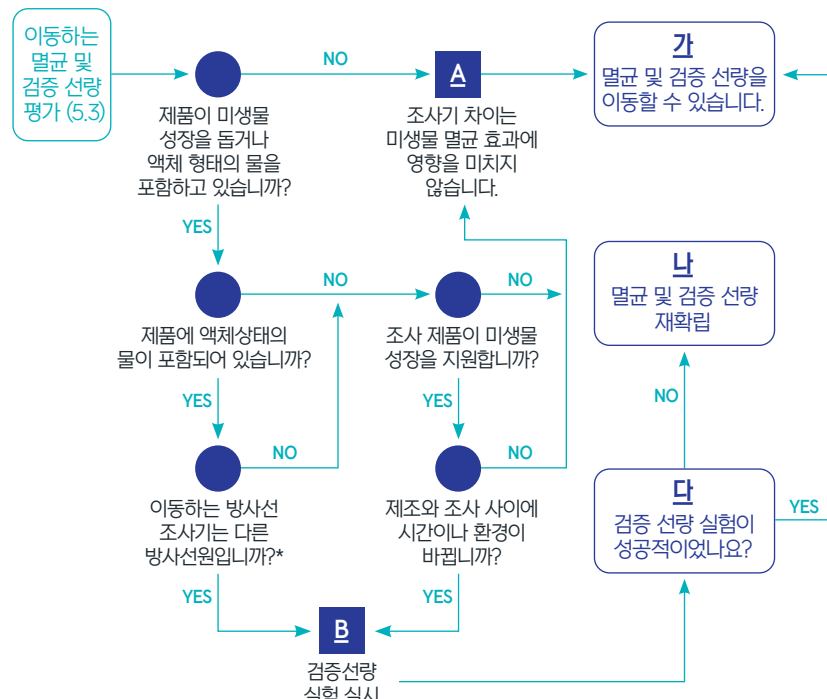 이동하는
멸균 및
검증 선량
평가 (5.3)
NO
A
가
멸균 및 검증 선량을
이동할 수 있습니다.
제품이 미생물
성장을 돕거나
액체 형태의 물을
포함하고 있습니까?
조사기 차이는
미생물 멸균 효과에
영향을 미치지
않습니다.
YES
NO
NO
나
멸균 및 검증 선량
재확립
제품에 액체상태의
물이 포함되어 있습니까?
조사 제품이 미생물
성장을 지원합니까?
YES
YES
NO
NO
NO
이동하는 방사선
조사기는 다른
방사선원입니까?*
제조와 조사 사이에
시간이나 환경이
바뀝니까?
다
검증 선량 실험이
성공적이었나요?
YES
YES
YES
B
검증선량
실험 실시